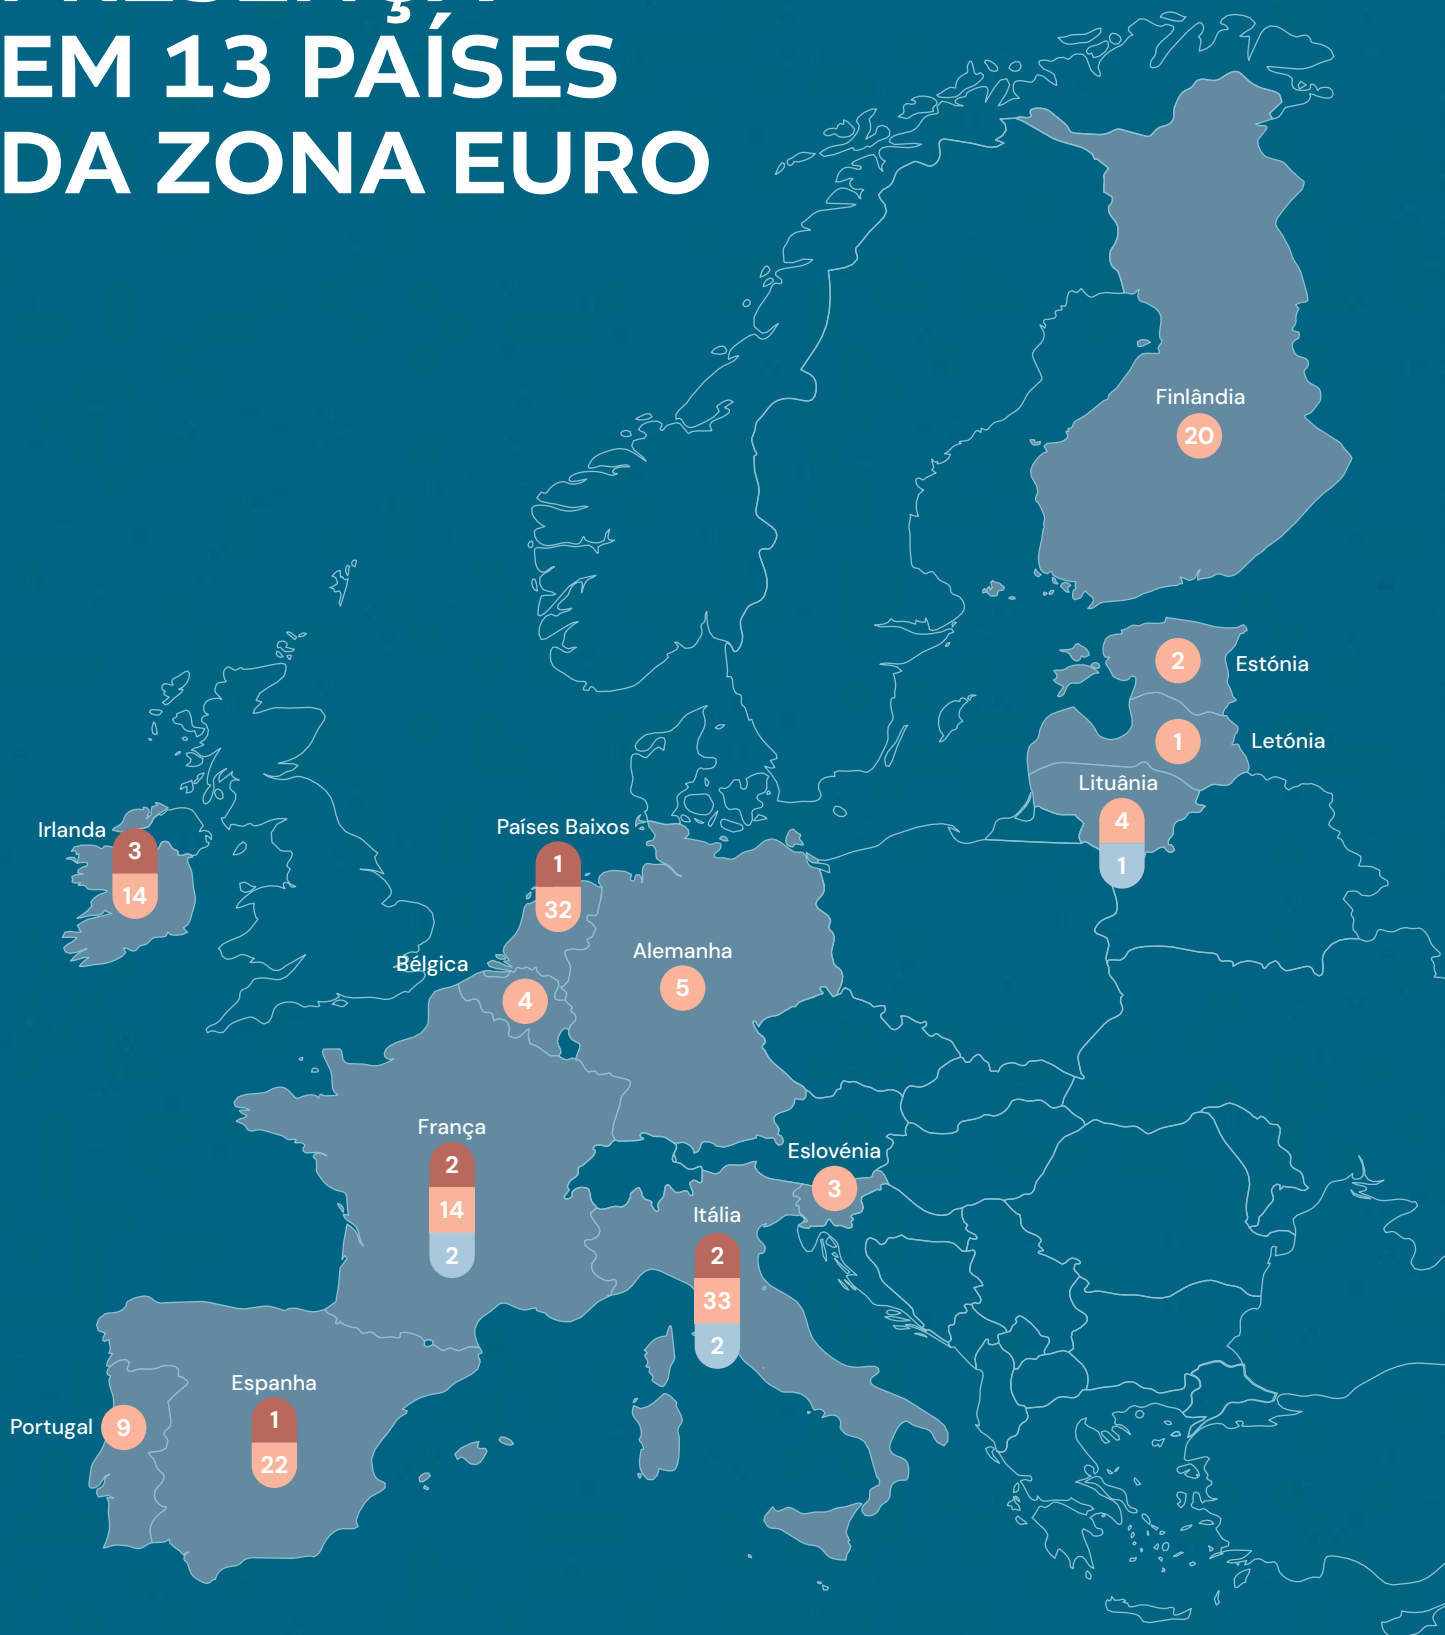 EM 13 PAÍSES
DA ZONA EURO
Finlândia
20
2
Estónia
1
Letónia
Lituânia
4
1
Irlanda
3
14
Países Baixos
1
32
Bélgica
4
Alemanha
5
França
2
14
2
Eslovénia
3
Itália
2
33
2
Espanha
1
22
Portugal
9